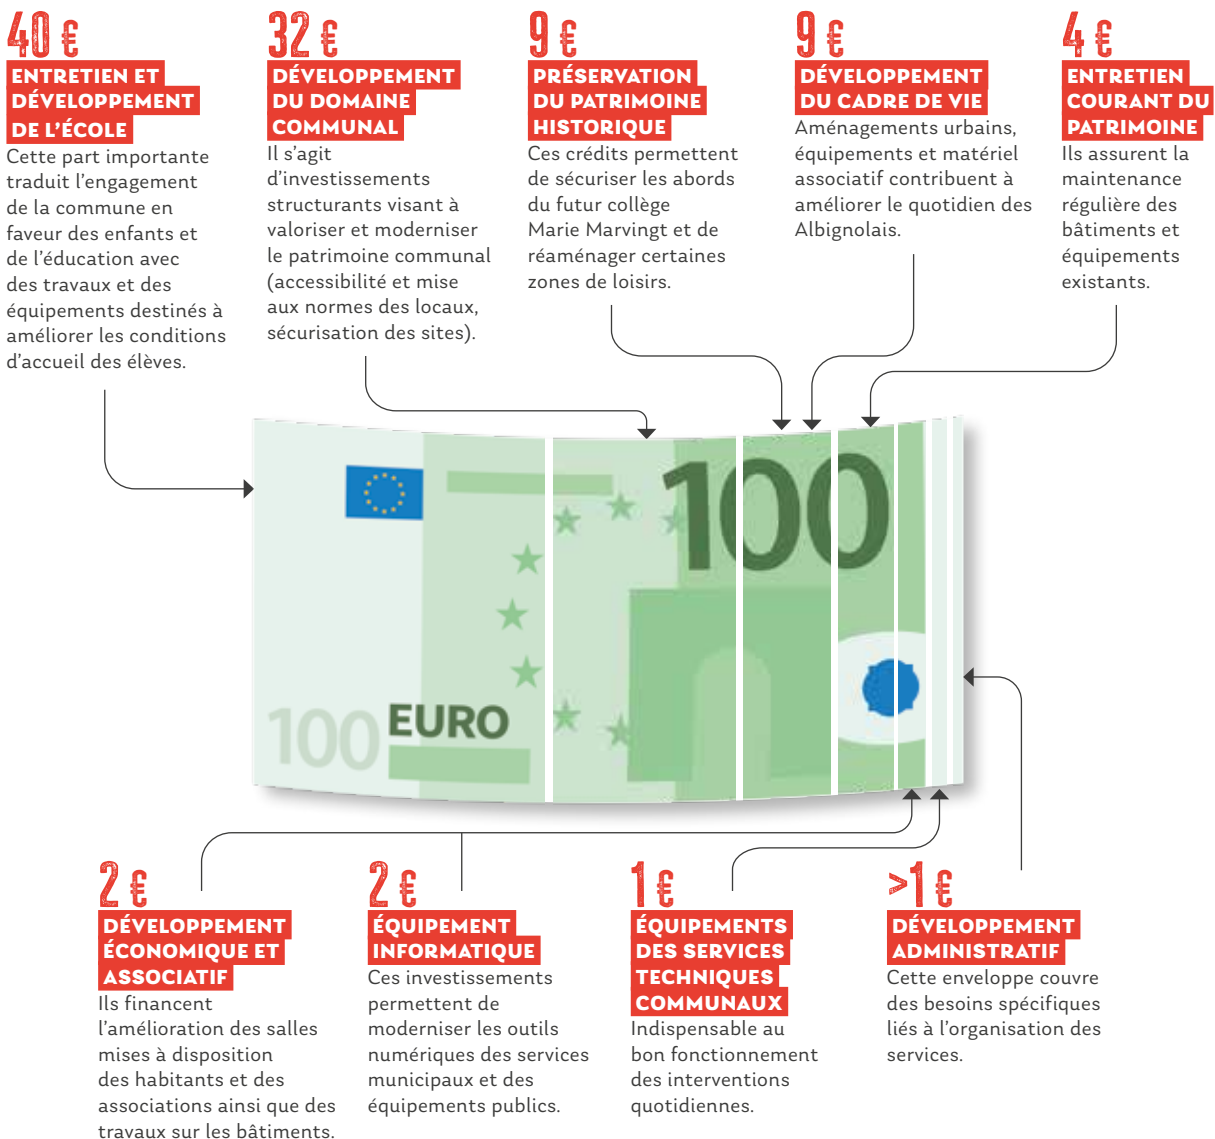 40 €
ENTRETIEN ET
DÉVELOPPEMENT
DE L'ÉCOLE
Cette part importante
traduit l'engagement
de la commune en
faveur des enfants et
de l'éducation avec
des travaux et des
équipements destinés à
améliorer les conditions
d'accueil des élèves.
32 €
DÉVELOPPEMENT
DU DOMAINE
COMMUNAL
Il s'agit
d'investissements
structurants visant à
valoriser et moderniser
le patrimoine communal
(accessibilité et mise
aux normes des locaux,
sécurisation des sites).
9 €
PRÉSERVATION
DU PATRIMOINE
HISTORIQUE
Ces crédits permettent
de sécuriser les abords
du futur collège
Marie Marvingt et de
réaménager certaines
zones de loisirs.
9 €
DÉVELOPPEMENT
DU CADRE DE VIE
Aménagements urbains,
équipements et matériel
associatif contribuent à
améliorer le quotidien des
Albignolais.
4 €
ENTRETIEN
COURANT DU
PATRIMOINE
Ils assurent la
maintenance
régulière des
bâtiments et
équipements
existants.
100
100 EURO
2 €
DÉVELOPPEMENT
ÉCONOMIQUE ET
ASSOCIATIF
Ils financent
l'amélioration des salles
mises à disposition
des habitants et des
associations ainsi que des
travaux sur les bâtiments.
2 €
ÉQUIPEMENT
INFORMATIQUE
Ces investissements
permettent de
moderniser les outils
numériques des services
municipaux et des
équipements publics.
1 €
ÉQUIPEMENTS
DES SERVICES
TECHNIQUES
COMMUNAUX
Indispensable au
bon fonctionnement
des interventions
quotidiennes.
>1 €
DÉVELOPPEMENT
ADMINISTRATIF
Cette enveloppe couvre
des besoins spécifiques
liés à l'organisation des
services.